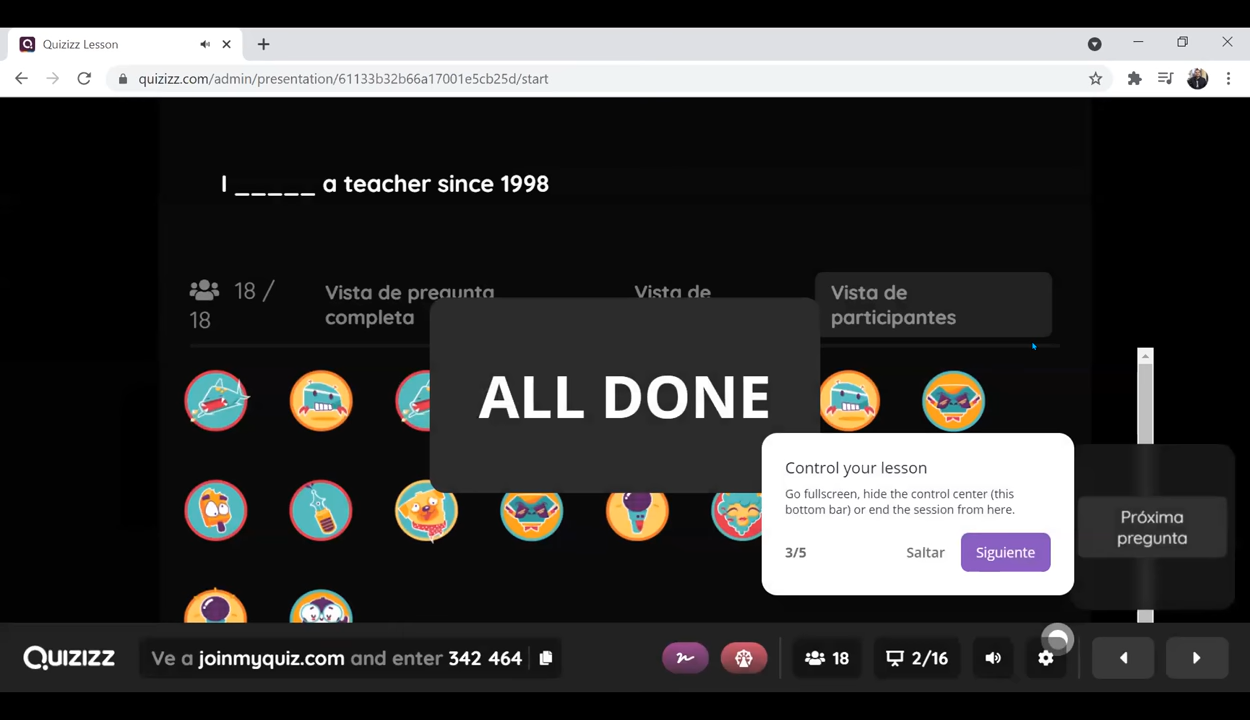 Quizizz Lesson
quizizz.com/admin/presentation/61133b32b66a17001e5cb25d/start
I _____ a teacher since 1998
18 /
18
Vista de pregunta
completa
Vista de
Vista de
participantes
ALL DONE
Control your lesson
Go fullscreen, hide the control center (this
bottom bar) or end the session from here.
3/5
Saltar
Siguiente
Próxima
pregunta
QUIZIZZ
Ve a joinmyquiz.com and enter 342 464
18
2/16